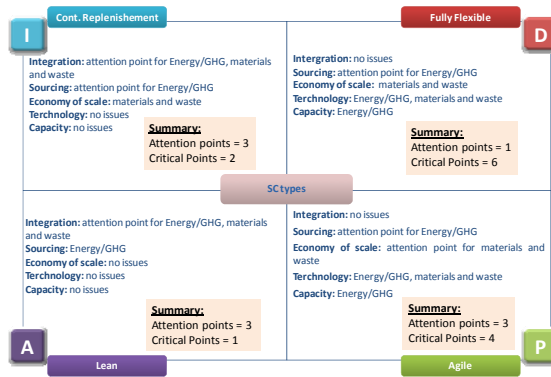 Cont. Replenishement
I
Integration: attention point for Energy/GHG, materials
and waste
Sourcing: attention point for Energy/GHG
Economy of scale: materials and waste
Terchnology: no issues
Capacity: no issues
Summary:
Attention points = 3
Critical Points = 2
Fully Flexible
D
Intergration: no issues
Sourcing: attention point for Energy/GHG
Economy of scale: materials and waste
Terchnology: Energy/GHG, materials and waste
Capacity: Energy/GHG
Summary:
Attention points = 1
Critical Points = 6
SC types
Integration: attention point for Energy/GHG, materials
and waste
Sourcing: Energy/GHG
Economy of scale: no issues
Terchnology: no issues
Capacity: no issues
Summary:
Attention points = 3
Critical Points = 1
A
Lean
Integration: no issues
Sourcing: attention point for Energy/GHG
Economy of scale: attention point for materials and
waste
Terchnology: Energy/GHG, materials and waste
Capacity: Energy/GHG
Summary:
Attention points = 3
Critical Points = 4
P
Agile